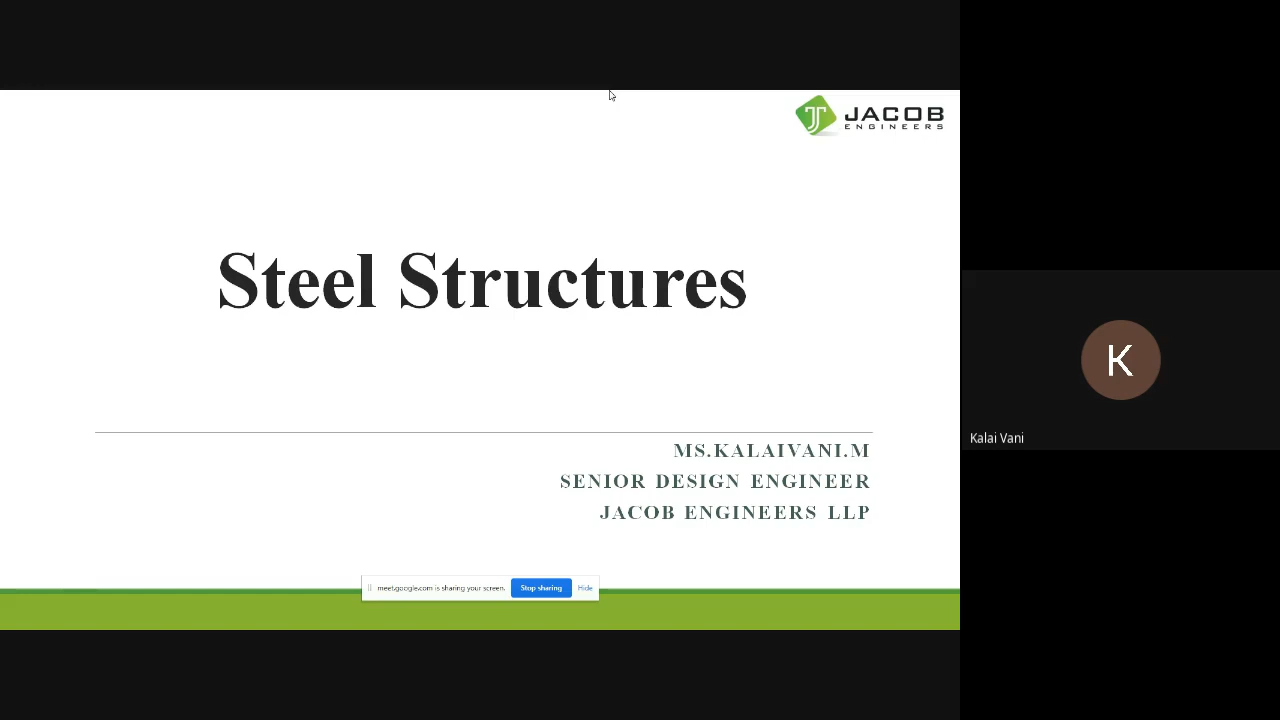 JACOB
ENGINEERS
Steel Structures
MS.KALAIVANI.M
SENIOR DESIGN ENGINEER
JACOB ENGINEERS LLP
meet.google.com is sharing your screen. Stop sharing Hide
K
Kalai Vani